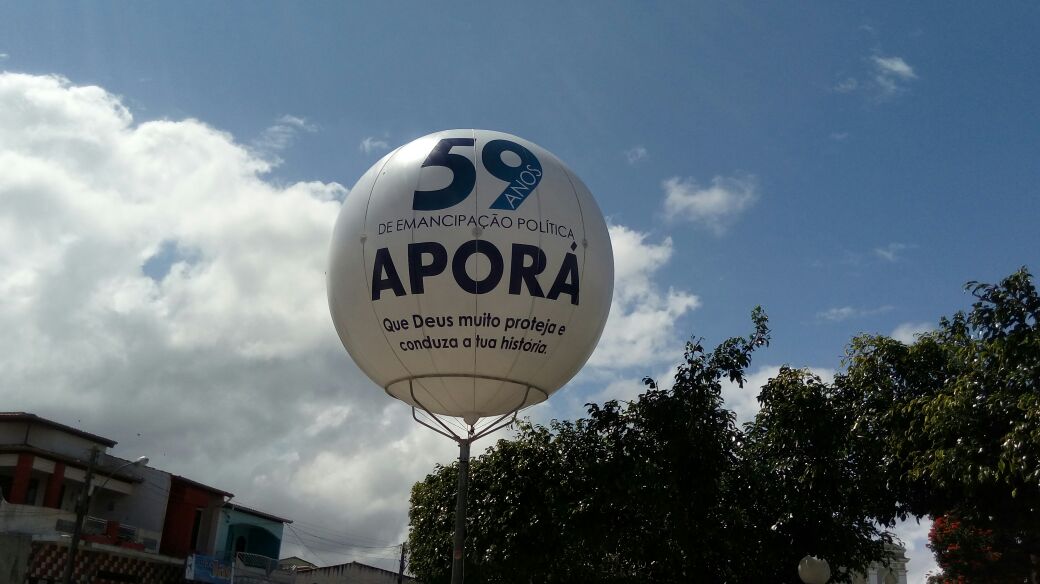 59
ANOS
DE EMANCIPAÇÃO POLÍTICA
APORÁ
Que Deus muito proteja e
conduza a tua história.